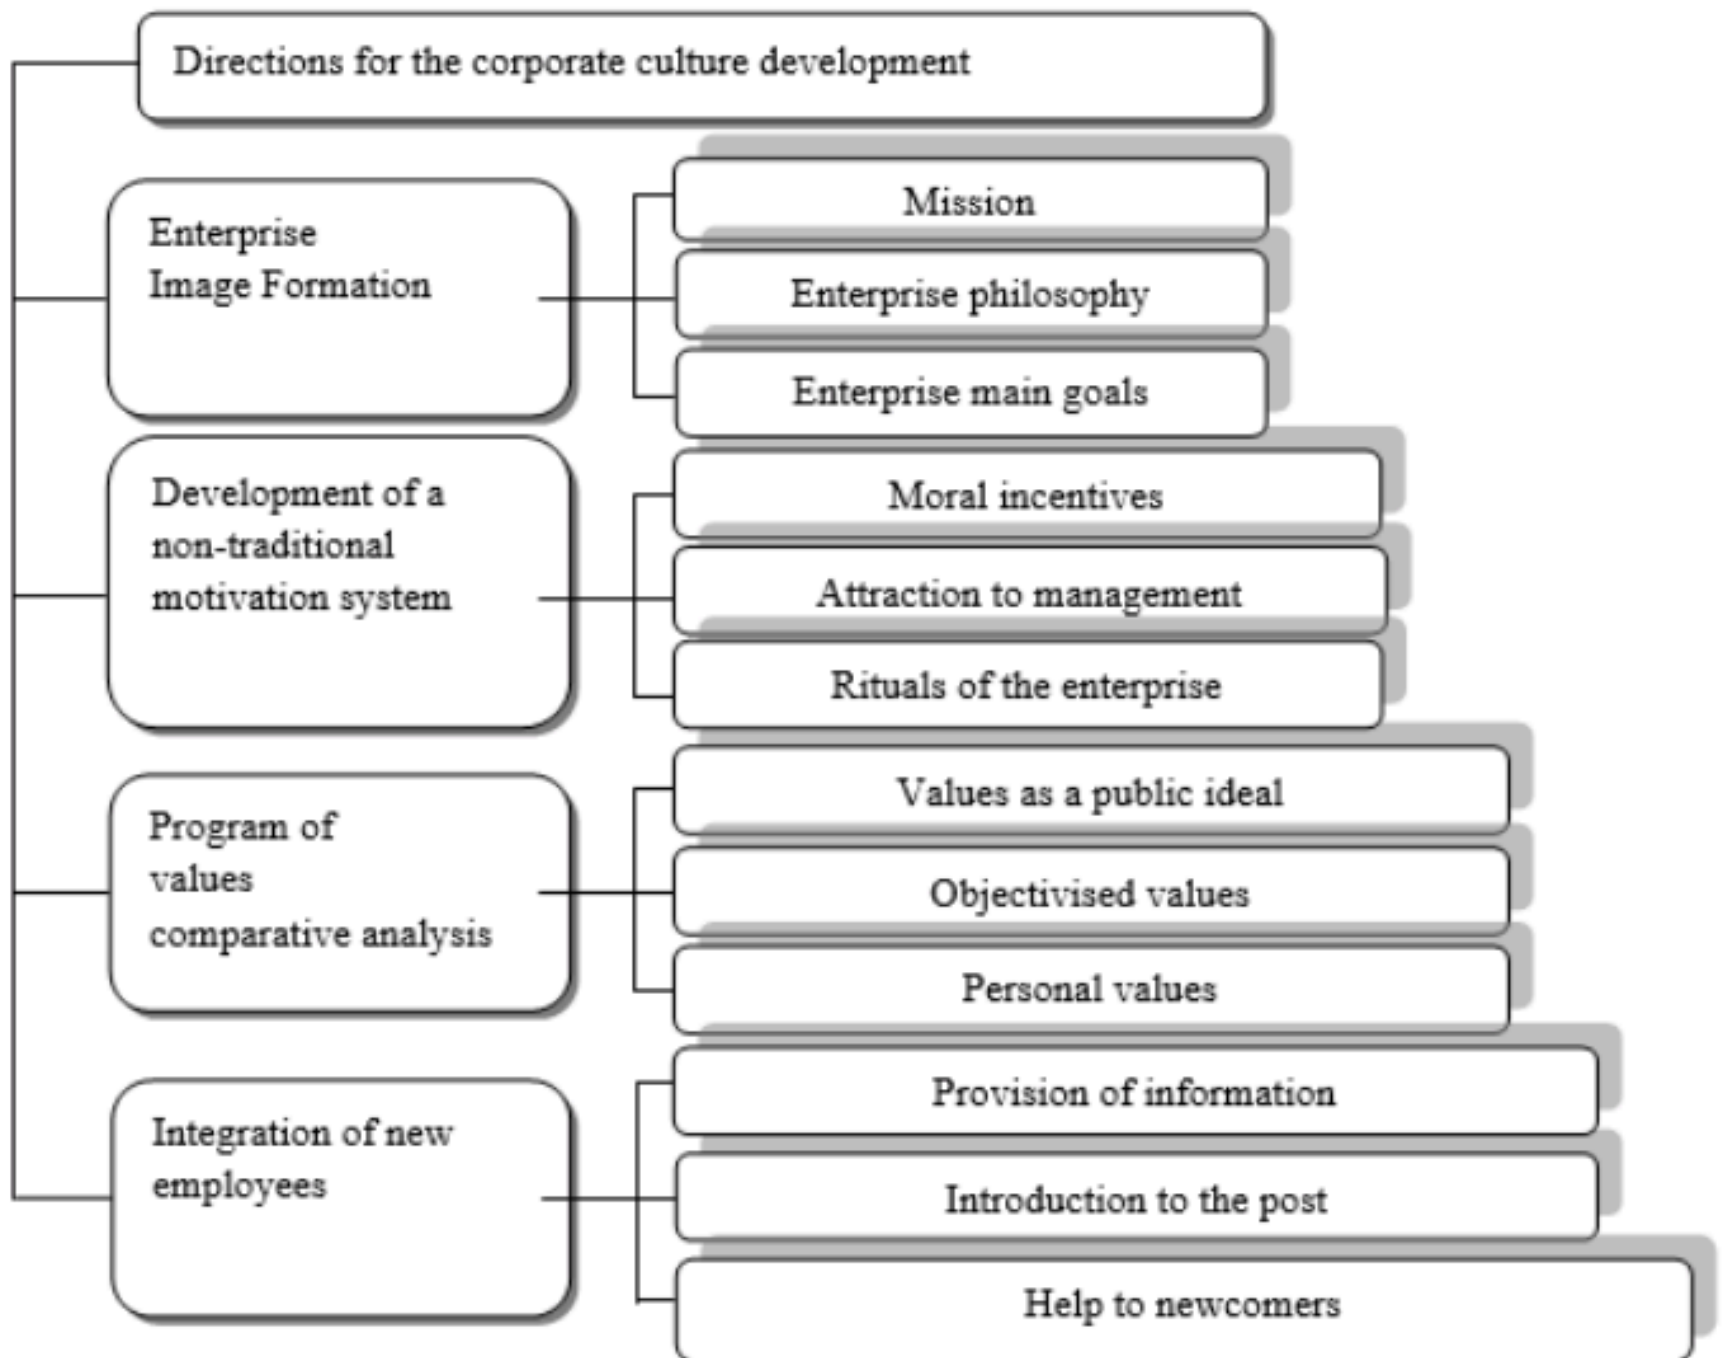 Directions for the corporate culture development
Enterprise
Image Formation
Mission
Enterprise philosophy
Enterprise main goals
Development of a
non-traditional
motivation system
Moral incentives
Attraction to management
Rituals of the enterprise
Program of
values
comparative analysis
Values as a public ideal
Objectivised values
Personal values
Integration of new
employees
Provision of information
Introduction to the post
Help to newcomers